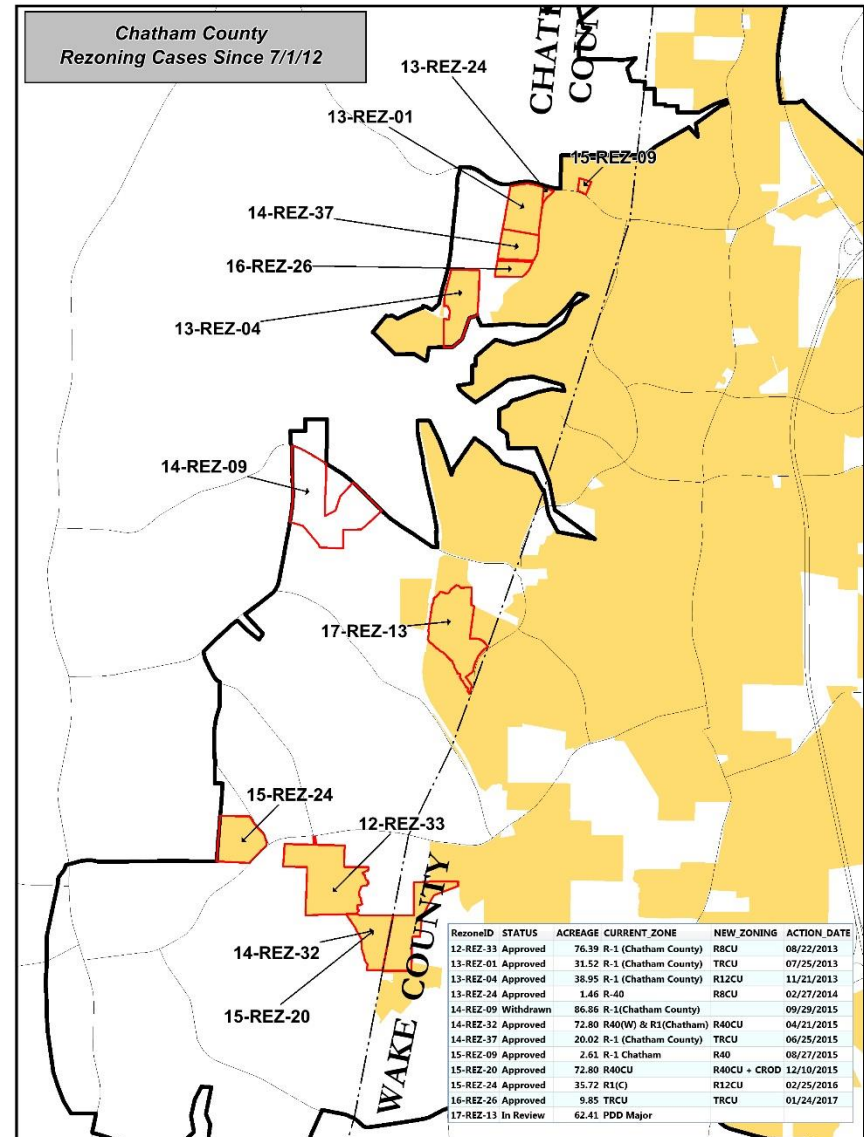 Chatham County
Rezoning Cases Since 7/1/12
CHATH
COUN
13-REZ-24
13-REZ-01
15-REZ-09
14-REZ-37
16-REZ-26
13-REZ-04
14-REZ-09
17-REZ-13
15-REZ-24
12-REZ-33
14-REZ-32
15-REZ-20
WAKE COUNTY
RezoneID STATUS ACREAGE CURRENT_ZONE NEW_ZONING ACTION_DATE
12-REZ-33 Approved 76.39 R-1 (Chatham County) R8CU 08/22/2013
13-REZ-01 Approved 31.52 R-1 (Chatham County) TRCU 07/25/2013
13-REZ-04 Approved 38.95 R-1 (Chatham County) R12CU 11/21/2013
13-REZ-24 Approved 1.46 R-40 R8CU 02/27/2014
14-REZ-09 Withdrawn 86.86 R-1(Chatham County) 09/29/2015
14-REZ-32 Approved 72.80 R40(W) & R1(Chatham) R40CU 04/21/2015
14-REZ-37 Approved 20.02 R-1 (Chatham County) TRCU 06/25/2015
15-REZ-09 Approved 2.61 R-1 Chatham R40 08/27/2015
15-REZ-20 Approved 72.80 R40CU R40CU + CROD 12/10/2015
15-REZ-24 Approved 35.72 R1(C) R12CU 02/25/2016
16-REZ-26 Approved 9.85 TRCU TRCU 01/24/2017
17-REZ-13 In Review 62.41 PDD Major